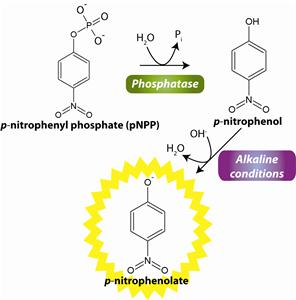 O⁻
O P O⁻
O
H₂O Pᵢ
OH
Phosphatase
N⁺
O O⁻
N⁺
O O⁻
p-nitrophenyl phosphate (pNPP)
p-nitrophenol
OH⁻
H₂O
Alkaline
conditions
O⁻
N⁺
O O⁻
p-nitrophenolate